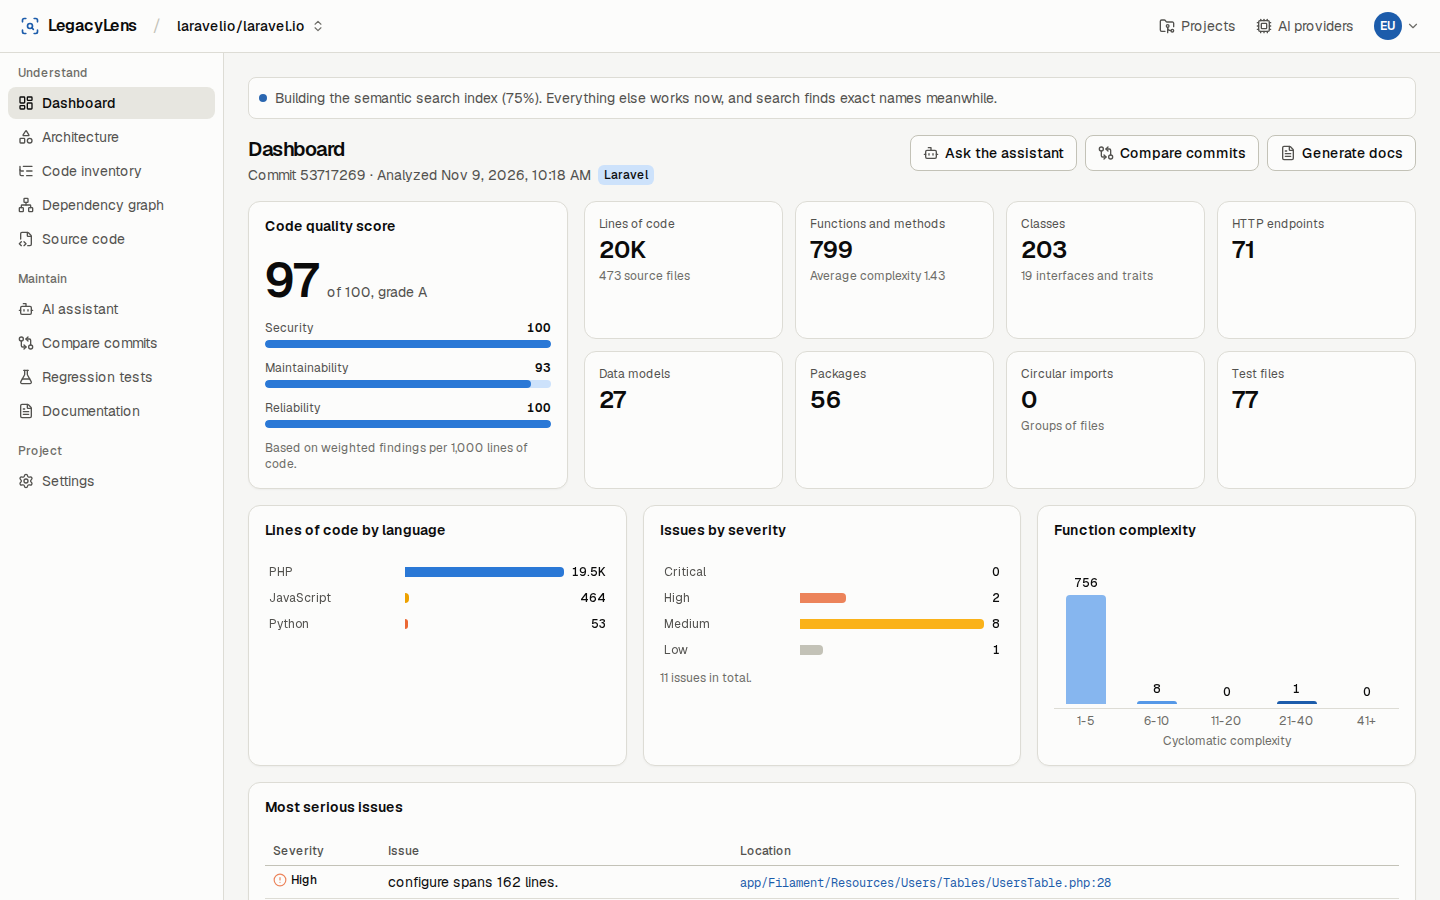 LegacyLens / laravelio/laravel.io
Projects
AI providers
EU
Understand
Dashboard
Architecture
Code inventory
Dependency graph
Source code
Maintain
AI assistant
Compare commits
Regression tests
Documentation
Project
Settings
Building the semantic search index (75%). Everything else works now, and search finds exact names meanwhile.
Dashboard
Commit 53717269 · Analyzed Nov 9, 2026, 10:18 AM Laravel
Ask the assistant
Compare commits
Generate docs
Code quality score
97 of 100, grade A
Security 100
Maintainability 93
Reliability 100
Based on weighted findings per 1,000 lines of
code.
Lines of code
20K
473 source files
Functions and methods
799
Average complexity 1.43
Classes
203
19 interfaces and traits
HTTP endpoints
71
Data models
27
Packages
56
Circular imports
0
Groups of files
Test files
77
Lines of code by language
PHP 19.5K
JavaScript 464
Python 53
Issues by severity
Critical 0
High 2
Medium 8
Low 1
11 issues in total.
Function complexity
756 8 0 1 0
1-5 6-10 11-20 21-40 41+
Cyclomatic complexity
Most serious issues
Severity Issue Location
High configure spans 162 lines. app/Filament/Resources/Users/Tables/UsersTable.php:28